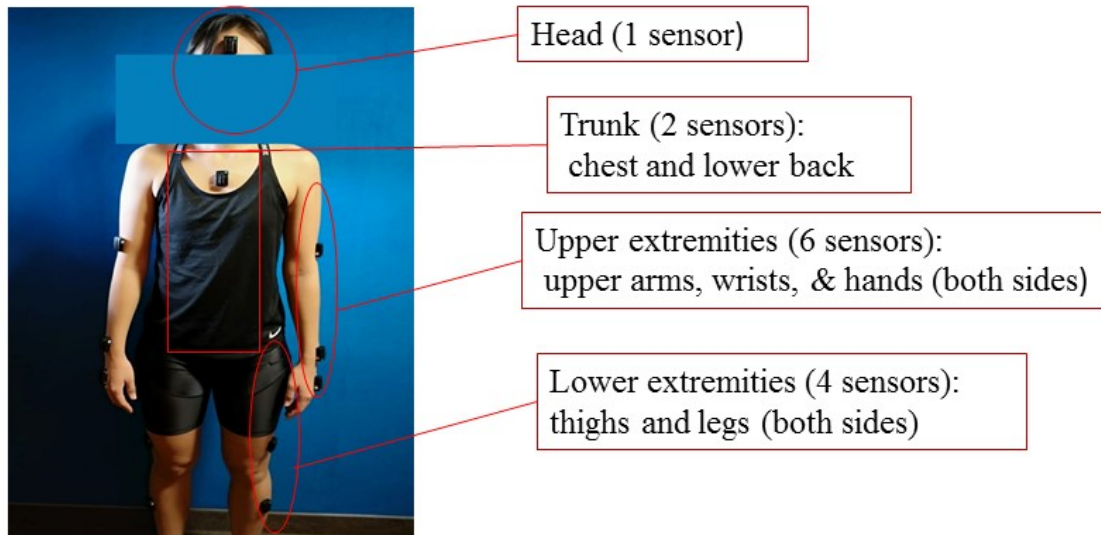 Head (1 sensor)
Trunk (2 sensors):
chest and lower back
Upper extremities (6 sensors):
upper arms, wrists, & hands (both sides)
Lower extremities (4 sensors):
thighs and legs (both sides)